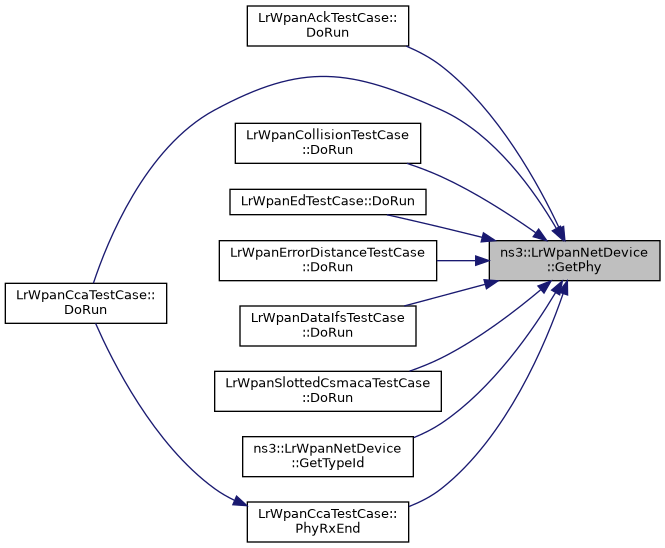 LrWpanAckTestCase::
DoRun
LrWpanCollisionTestCase
::DoRun
LrWpanEdTestCase::DoRun
ns3::LrWpanNetDevice
::GetPhy
LrWpanErrorDistanceTestCase
::DoRun
LrWpanCcaTestCase::
DoRun
LrWpanDataIfsTestCase
::DoRun
LrWpanSlottedCsmacaTestCase
::DoRun
ns3::LrWpanNetDevice
::GetTypeId
LrWpanCcaTestCase::
PhyRxEnd